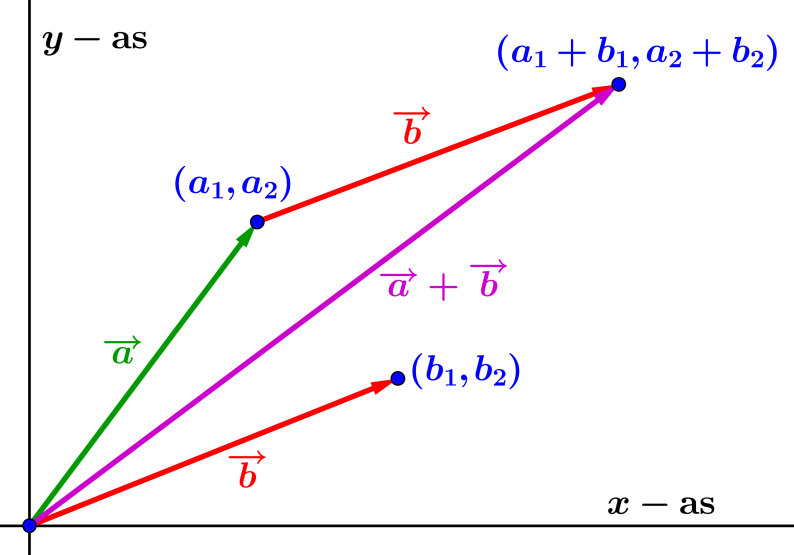 y − as
(a₁ + b₁, a₂ + b₂)
b⃗
(a₁, a₂)
a⃗ + b⃗
a⃗
(b₁, b₂)
b⃗
x − as